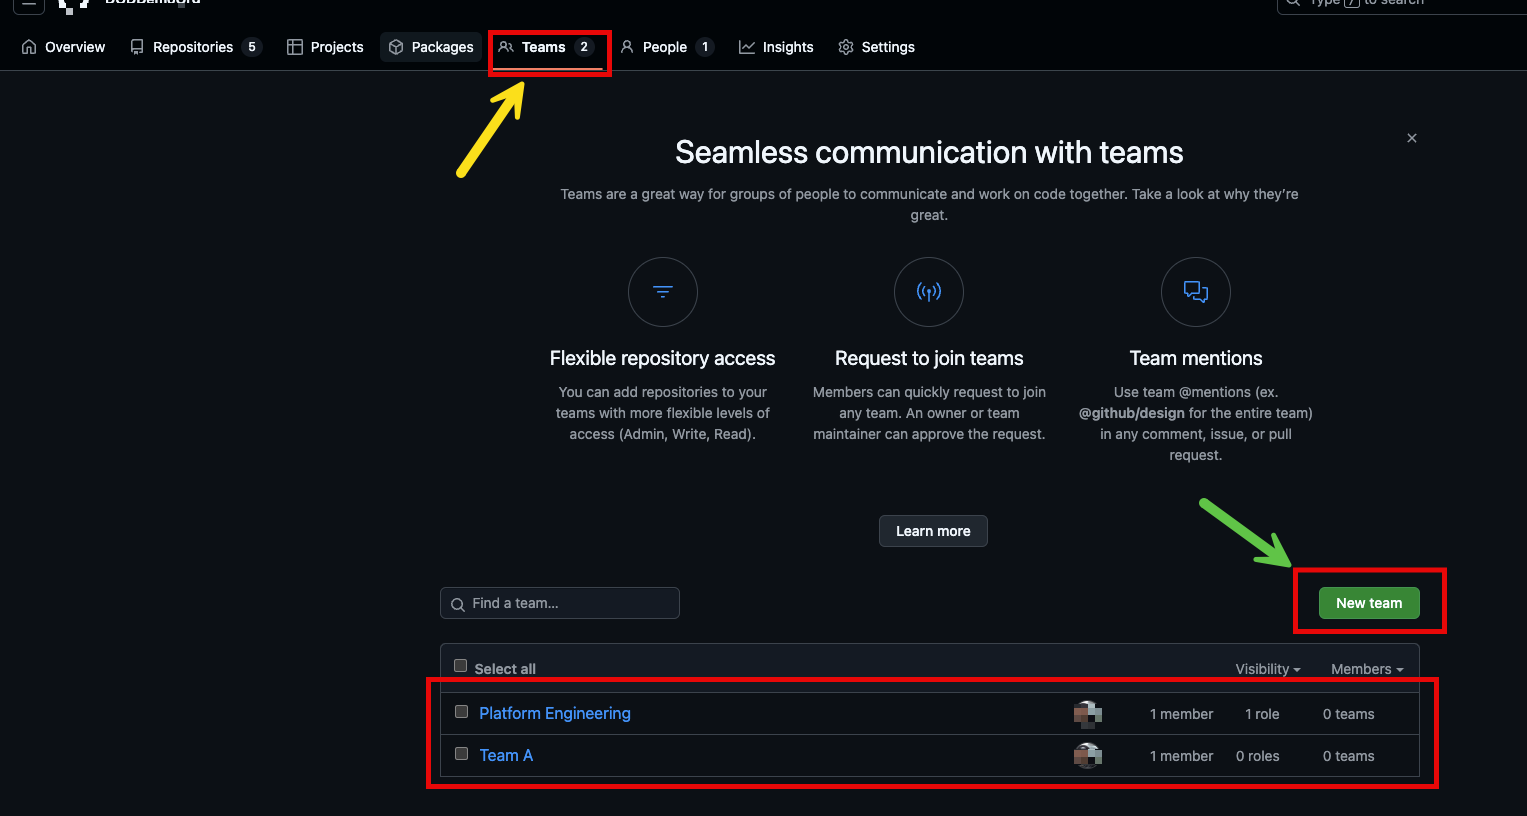 Type / to search
Overview Repositories 5 Projects Packages Teams 2 People 1 Insights Settings
Seamless communication with teams
Teams are a great way for groups of people to communicate and work on code together. Take a look at why they’re
great.
Flexible repository access
You can add repositories to your
teams with more flexible levels of
access (Admin, Write, Read).
Request to join teams
Members can quickly request to join
any team. An owner or team
maintainer can approve the request.
Team mentions
Use team @mentions (ex.
@github/design for the entire team)
in any comment, issue, or pull
request.
Learn more
Find a team...
New team
Select all Visibility Members
Platform Engineering 1 member 1 role 0 teams
Team A 1 member 0 roles 0 teams